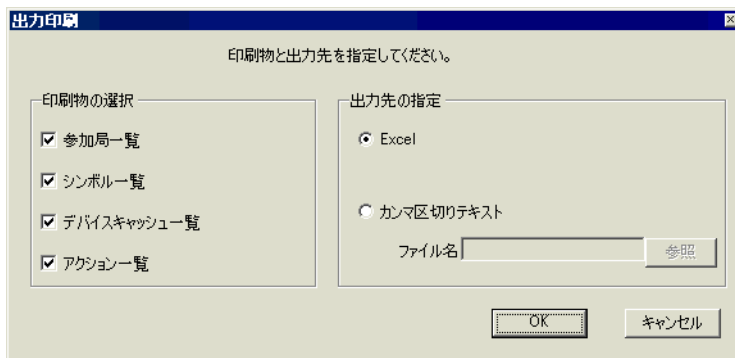 出力印刷
印刷物と出力先を指定してください。
印刷物の選択
参加局一覧
シンボル一覧
デバイスキャッシュ一覧
アクション一覧
出力先の指定
Excel
カンマ区切りテキスト
ファイル名
参照
OK
キャンセル